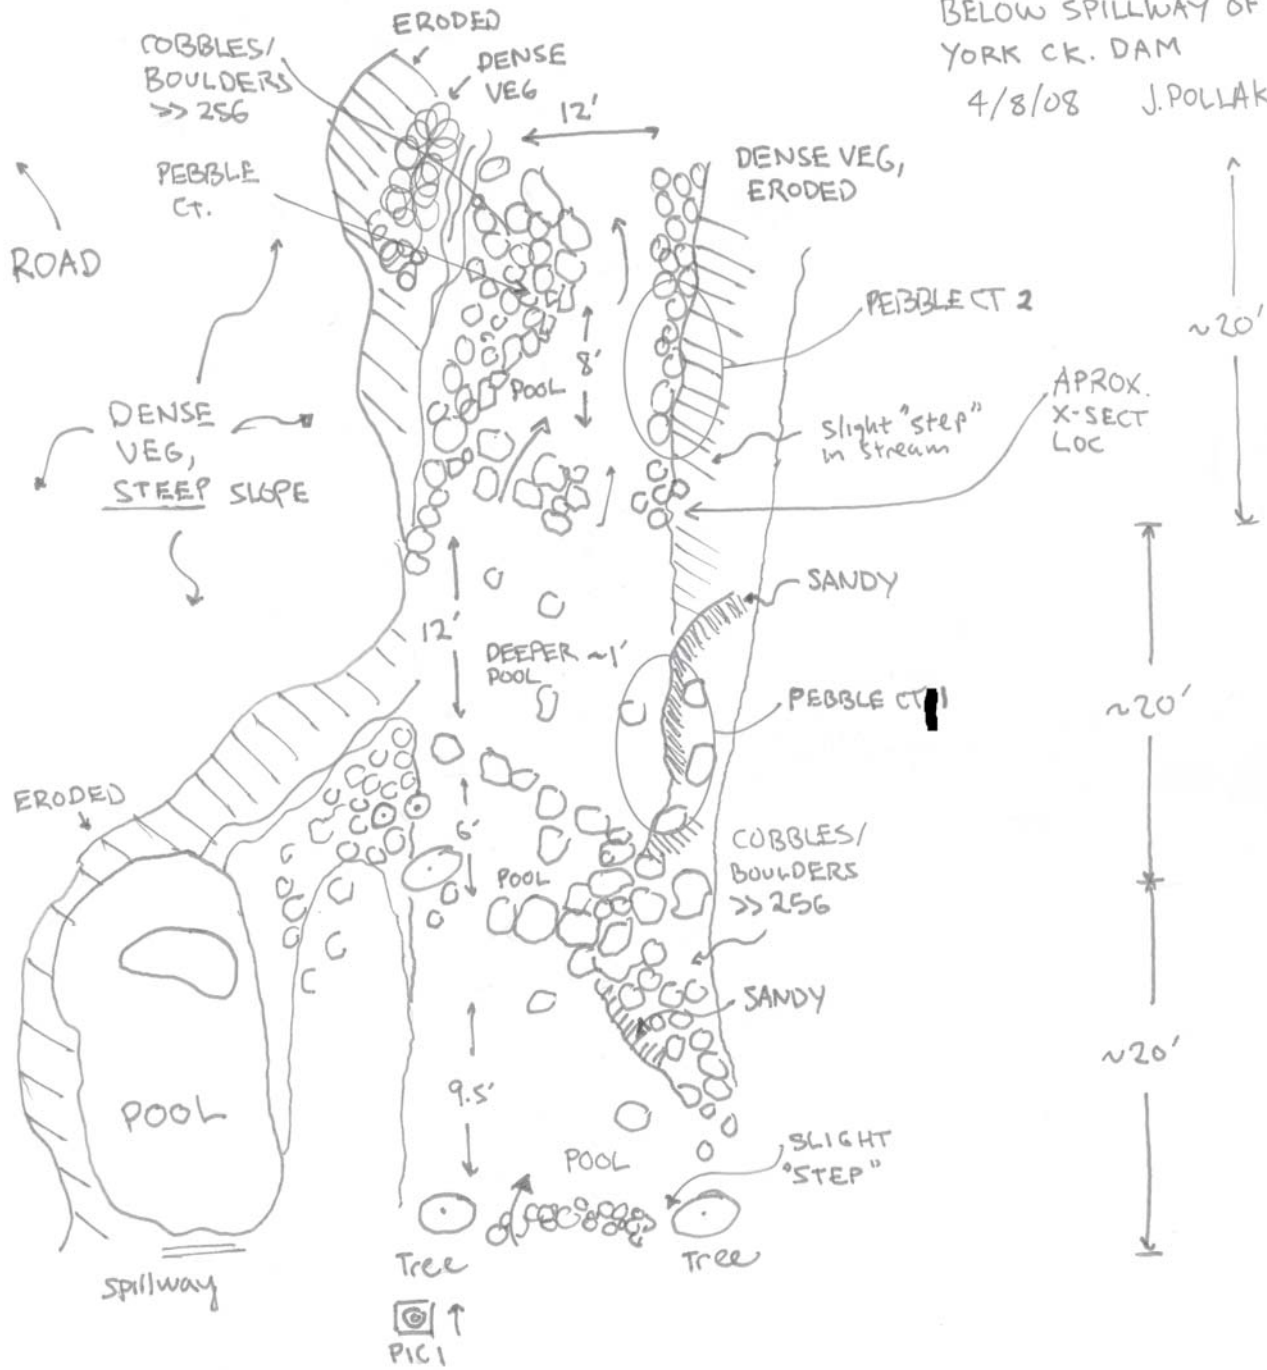 BELOW SPILLWAY OF
YORK CK. DAM
4/8/08 J. POLLAK
ERODED
COBBLES/
BOULDERS
>> 256
DENSE
VEG
12'
PEBBLE
CT.
DENSE VEG,
ERODED
ROAD
PEBBLE CT 2
~20'
8'
POOL
APROX.
X-SECT
LOC
DENSE
VEG,
STEEP SLOPE
Slight "step"
in stream
SANDY
12'
DEEPER ~1'
POOL
PEBBLE CT 1
~20'
ERODED
6'
POOL
COBBLES/
BOULDERS
>> 256
SANDY
~20'
9.5'
POOL
POOL
SLIGHT
"STEP"
Tree
Tree
spillway
PIC 1